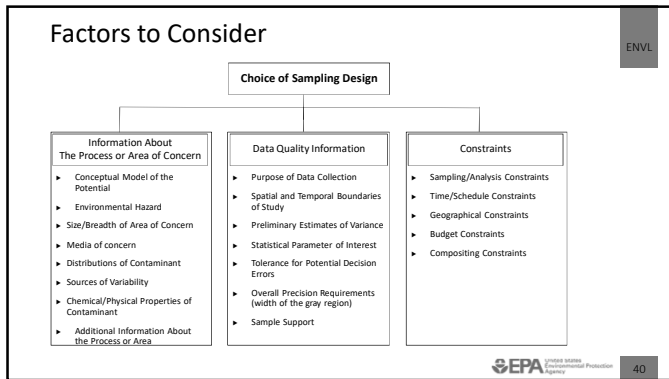 Factors to Consider
ENVL
Choice of Sampling Design
Information About
The Process or Area of Concern
► Conceptual Model of the
Potential
► Environmental Hazard
► Size/Breadth of Area of Concern
► Media of concern
► Distributions of Contaminant
► Sources of Variability
► Chemical/Physical Properties of
Contaminant
► Additional Information About
the Process or Area
Data Quality Information
► Purpose of Data Collection
► Spatial and Temporal Boundaries
of Study
► Preliminary Estimates of Variance
► Statistical Parameter of Interest
► Tolerance for Potential Decision
Errors
► Overall Precision Requirements
(width of the gray region)
► Sample Support
Constraints
► Sampling/Analysis Constraints
► Time/Schedule Constraints
► Geographical Constraints
► Budget Constraints
► Compositing Constraints
EPA
United States
Environmental Protection
Agency
40